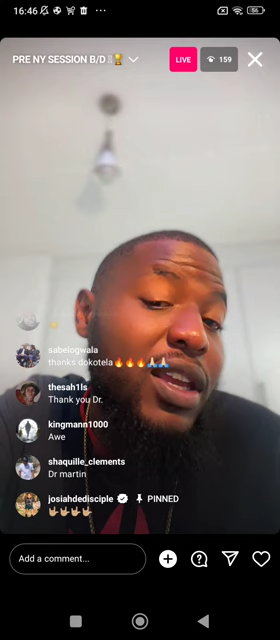 16:46
56
PRE NY SESSION B/D 🏆
LIVE
159
sabelogwala
thanks dokotela🔥🔥🔥🙏🙏
thesah1ls
Thank you Dr.
kingmann1000
Awe
shaquille_clements
Dr martin
josiahdedisciple PINNED
🤟🏽🤟🏽🤟🏽🤟🏽
Add a comment...